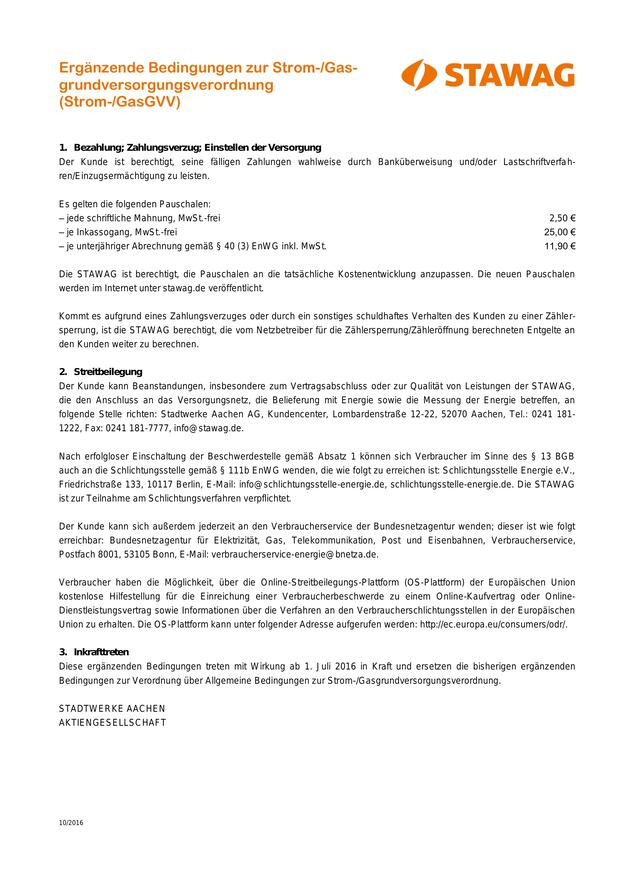 Ergänzende Bedingungen zur Strom-/Gas-
grundversorgungsverordnung
(Strom-/GasGVV)
STAWAG
1. Bezahlung; Zahlungsverzug; Einstellen der Versorgung
Der Kunde ist berechtigt, seine fälligen Zahlungen wahlweise durch Banküberweisung und/oder Lastschriftverfah-
ren/Einzugsermächtigung zu leisten.
Es gelten die folgenden Pauschalen:
– jede schriftliche Mahnung, MwSt.-frei 2,50 €
– je Inkassogang, MwSt.-frei 25,00 €
– je unterjähriger Abrechnung gemäß § 40 (3) EnWG inkl. MwSt. 11,90 €
Die STAWAG ist berechtigt, die Pauschalen an die tatsächliche Kostenentwicklung anzupassen. Die neuen Pauschalen
werden im Internet unter stawag.de veröffentlicht.
Kommt es aufgrund eines Zahlungsverzuges oder durch ein sonstiges schuldhaftes Verhalten des Kunden zu einer Zähler-
sperrung, ist die STAWAG berechtigt, die vom Netzbetreiber für die Zählersperrung/Zähleröffnung berechneten Entgelte an
den Kunden weiter zu berechnen.
2. Streitbeilegung
Der Kunde kann Beanstandungen, insbesondere zum Vertragsabschluss oder zur Qualität von Leistungen der STAWAG,
die den Anschluss an das Versorgungsnetz, die Belieferung mit Energie sowie die Messung der Energie betreffen, an
folgende Stelle richten: Stadtwerke Aachen AG, Kundencenter, Lombardenstraße 12-22, 52070 Aachen, Tel.: 0241 181-
1222, Fax: 0241 181-7777, info@stawag.de.
Nach erfolgloser Einschaltung der Beschwerdestelle gemäß Absatz 1 können sich Verbraucher im Sinne des § 13 BGB
auch an die Schlichtungsstelle gemäß § 111b EnWG wenden, die wie folgt zu erreichen ist: Schlichtungsstelle Energie e.V.,
Friedrichstraße 133, 10117 Berlin, E-Mail: info@schlichtungsstelle-energie.de, schlichtungsstelle-energie.de. Die STAWAG
ist zur Teilnahme am Schlichtungsverfahren verpflichtet.
Der Kunde kann sich außerdem jederzeit an den Verbraucherservice der Bundesnetzagentur wenden; dieser ist wie folgt
erreichbar: Bundesnetzagentur für Elektrizität, Gas, Telekommunikation, Post und Eisenbahnen, Verbraucherservice,
Postfach 8001, 53105 Bonn, E-Mail: verbraucherservice-energie@bnetza.de.
Verbraucher haben die Möglichkeit, über die Online-Streitbeilegungs-Plattform (OS-Plattform) der Europäischen Union
kostenlose Hilfestellung für die Einreichung einer Verbraucherbeschwerde zu einem Online-Kaufvertrag oder Online-
Dienstleistungsvertrag sowie Informationen über die Verfahren an den Verbraucherschlichtungsstellen in der Europäischen
Union zu erhalten. Die OS-Plattform kann unter folgender Adresse aufgerufen werden: http://ec.europa.eu/consumers/odr/.
3. Inkrafttreten
Diese ergänzenden Bedingungen treten mit Wirkung ab 1. Juli 2016 in Kraft und ersetzen die bisherigen ergänzenden
Bedingungen zur Verordnung über Allgemeine Bedingungen zur Strom-/Gasgrundversorgungsverordnung.
STADTWERKE AACHEN
AKTIENGESELLSCHAFT
10/2016